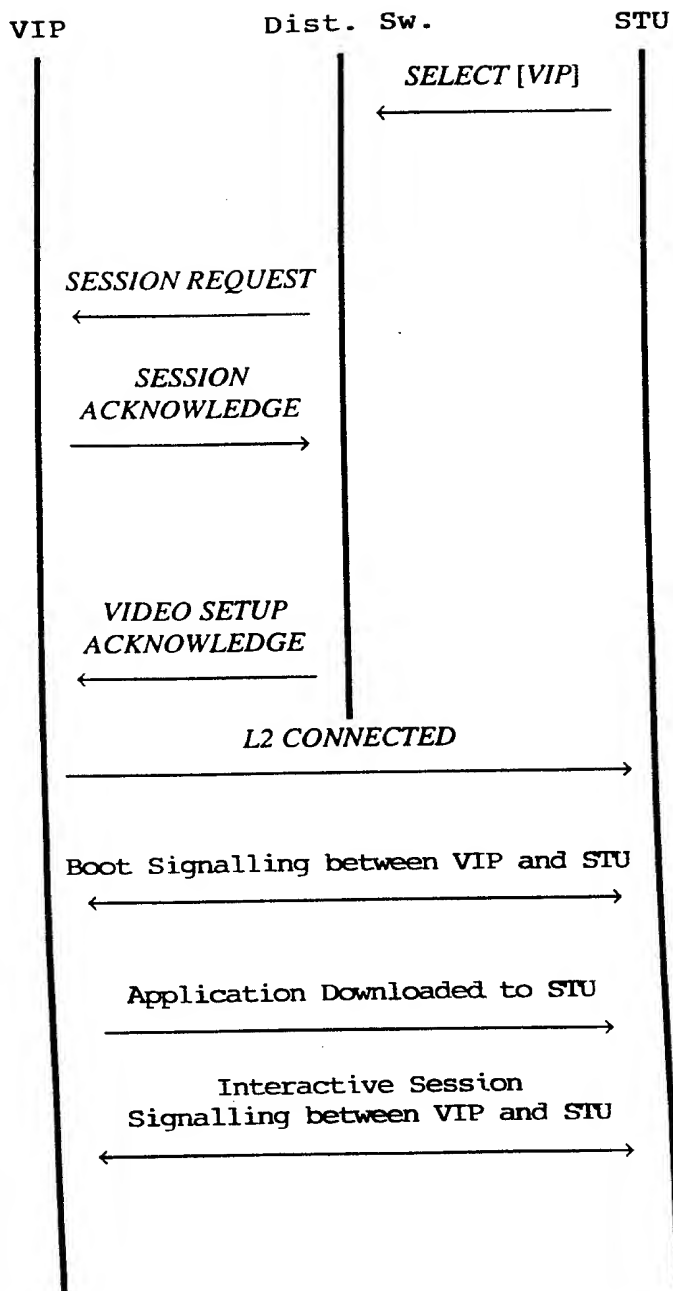 VIP Dist. Sw. STU
SELECT [VIP]
SESSION REQUEST
SESSION
ACKNOWLEDGE
VIDEO SETUP
ACKNOWLEDGE
L2 CONNECTED
Boot Signalling between VIP and STU
Application Downloaded to STU
Interactive Session
Signalling between VIP and STU